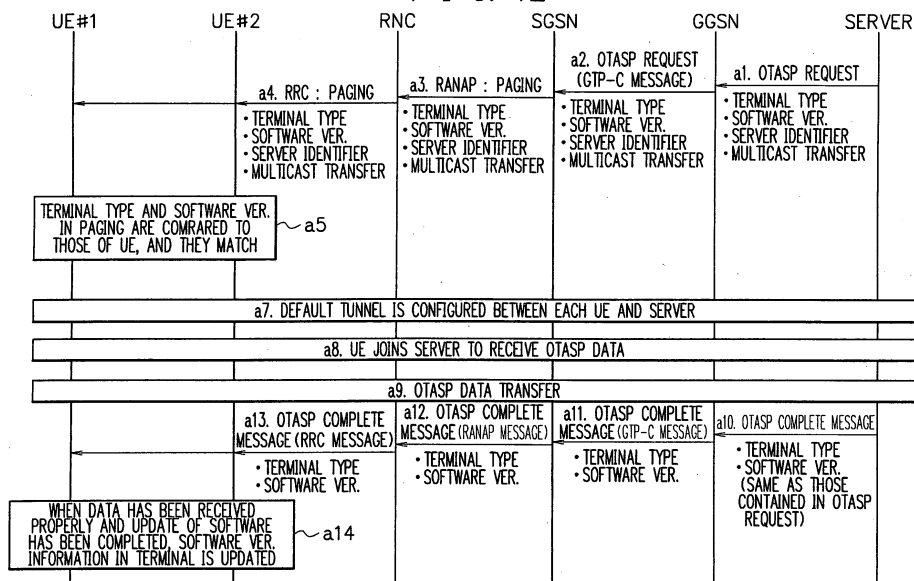 UE#1 UE#2 RNC SGSN GGSN SERVER
a1. OTASP REQUEST
・TERMINAL TYPE
・SOFTWARE VER.
・SERVER IDENTIFIER
・MULTICAST TRANSFER
a2. OTASP REQUEST
(GTP-C MESSAGE)
・TERMINAL TYPE
・SOFTWARE VER.
・SERVER IDENTIFIER
・MULTICAST TRANSFER
a3. RANAP : PAGING
・TERMINAL TYPE
・SOFTWARE VER.
・SERVER IDENTIFIER
・MULTICAST TRANSFER
a4. RRC : PAGING
・TERMINAL TYPE
・SOFTWARE VER.
・SERVER IDENTIFIER
・MULTICAST TRANSFER
TERMINAL TYPE AND SOFTWARE VER.
IN PAGING ARE COMRARED TO
THOSE OF UE, AND THEY MATCH
a5
a7. DEFAULT TUNNEL IS CONFIGURED BETWEEN EACH UE AND SERVER
a8. UE JOINS SERVER TO RECEIVE OTASP DATA
a9. OTASP DATA TRANSFER
a10. OTASP COMPLETE MESSAGE
・TERMINAL TYPE
・SOFTWARE VER.
(SAME AS THOSE
CONTAINED IN OTASP
REQUEST)
a11. OTASP COMPLETE
MESSAGE (GTP-C MESSAGE)
・TERMINAL TYPE
・SOFTWARE VER.
a12. OTASP COMPLETE
MESSAGE (RANAP MESSAGE)
・TERMINAL TYPE
・SOFTWARE VER.
a13. OTASP COMPLETE
MESSAGE (RRC MESSAGE)
・TERMINAL TYPE
・SOFTWARE VER.
WHEN DATA HAS BEEN RECEIVED
PROPERLY AND UPDATE OF SOFTWARE
HAS BEEN COMPLETED, SOFTWARE VER.
INFORMATION IN TERMINAL IS UPDATED
a14